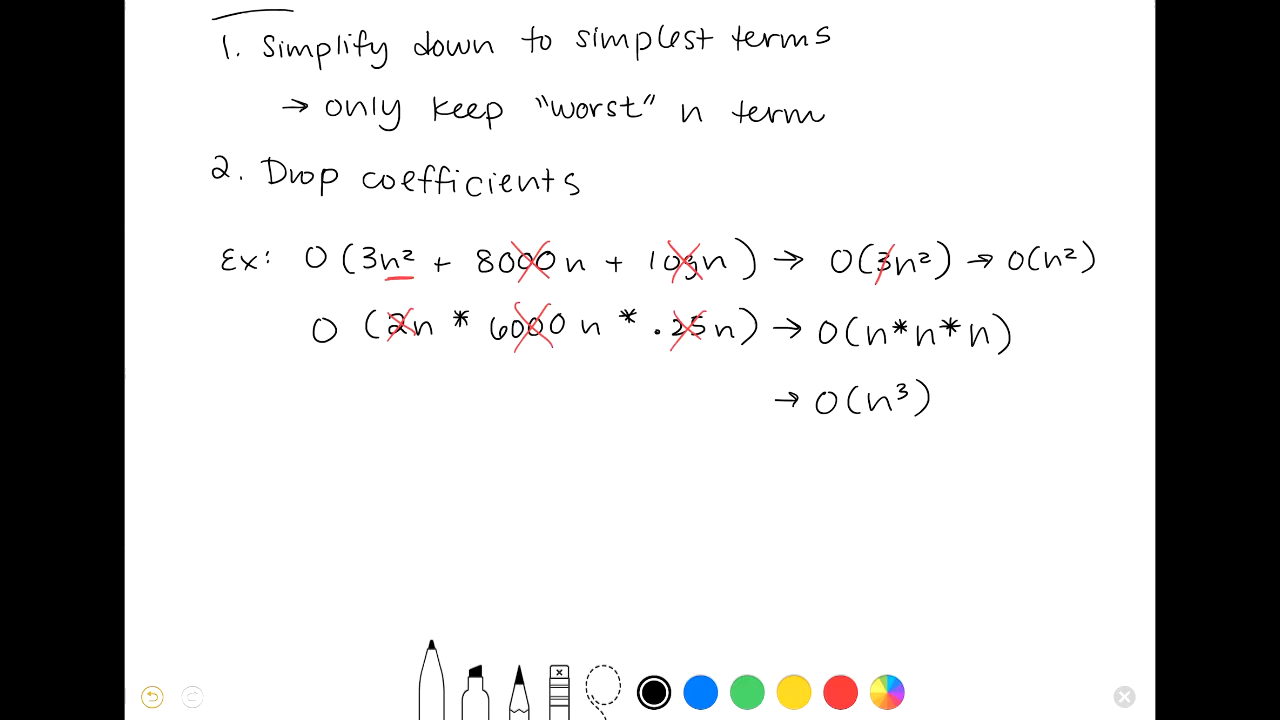 1. Simplify down to simplest terms
→ only keep "worst" n term
2. Drop coefficients
Ex: O(3n² + 8000n + logn) → O(3n²) → O(n²)
O(2n * 6000n * .25n) → O(n*n*n)
→ O(n³)